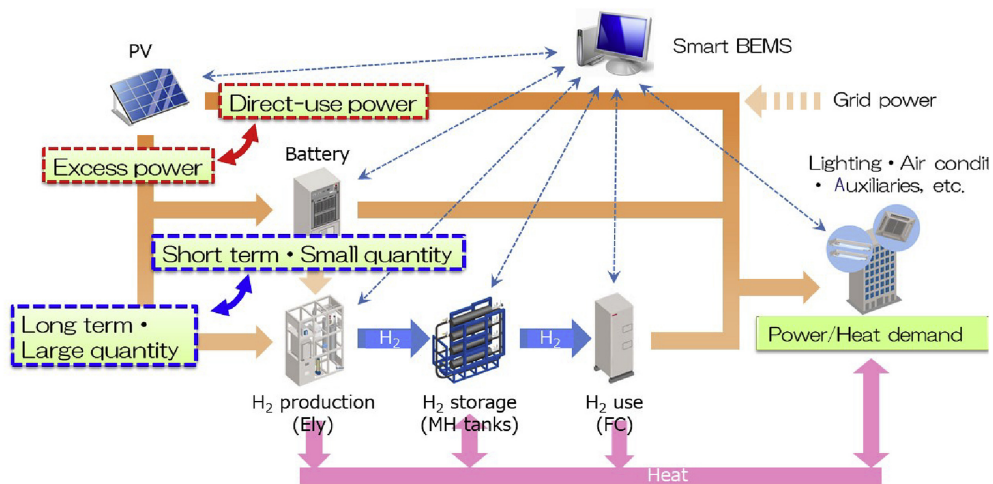 PV
Smart BEMS
Direct-use power
Grid power
Excess power
Battery
Lighting・Air condit
・ Auxiliaries, etc.
Short term・Small quantity
Long term・
Large quantity
H₂
H₂
Power/Heat demand
H₂ production
(Ely)
H₂ storage
(MH tanks)
H₂ use
(FC)
Heat